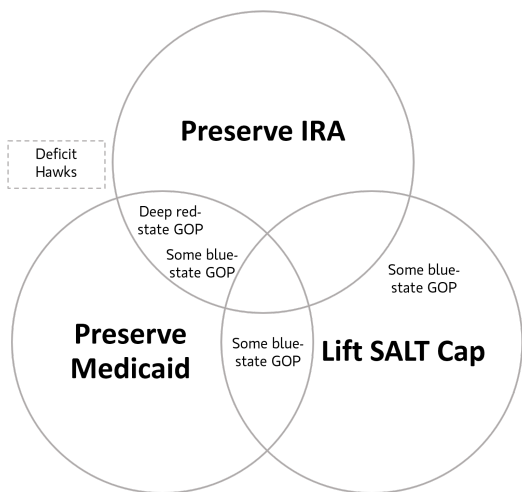 Preserve IRA
Deficit
Hawks
Deep red-
state GOP
Some blue-
state GOP
Some blue-
state GOP
Preserve
Medicaid
Some blue-
state GOP
Lift SALT Cap